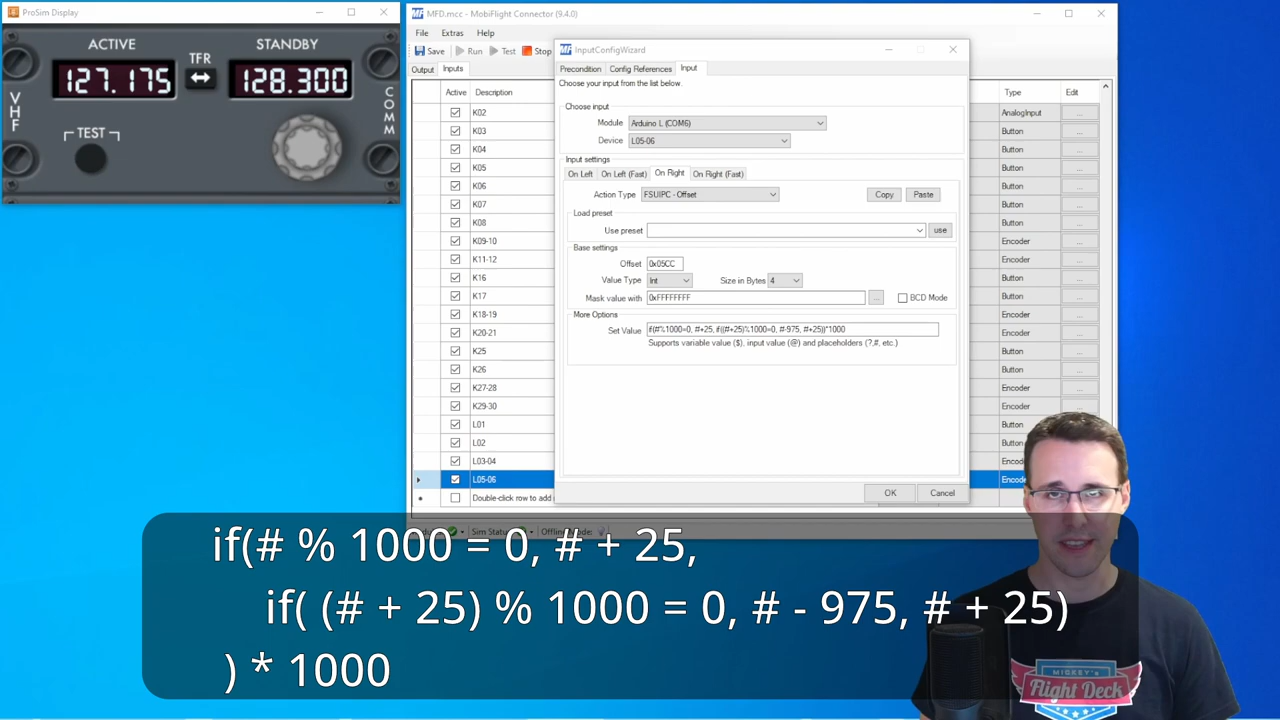 ProSim Display
ACTIVE
STANDBY
TFR
127.175
128.300
VHF
COMM
TEST
MFD.mcc - MobiFlight Connector (9.4.0)
File Extras Help
Save Run Test Stop
Output Inputs
Active Description
Type Edit
K02 AnalogInput ...
K03 Button ...
K04 Button ...
K05 Button ...
K06 Button ...
K07 Button ...
K08 Button ...
K09-10 Encoder ...
K11-12 Encoder ...
K16 Button ...
K17 Button ...
K18-19 Encoder ...
K20-21 Encoder ...
K25 Button ...
K26 Button ...
K27-28 Encoder ...
K29-30 Encoder ...
L01 Button ...
L02 Button ...
L03-04 Encoder ...
L05-06
Double-click row to add
Sim Status Offline Mode:
InputConfigWizard
Precondition Config References Input
Choose your input from the list below.
Choose input
Module Arduino L (COM6)
Device L05-06
Input settings
On Left On Left (Fast) On Right On Right (Fast)
Action Type FSUIPC - Offset Copy Paste
Load preset
Use preset use
Base settings
Offset 0x05CC
Value Type Int Size in Bytes 4
Mask value with 0xFFFFFFFF ... BCD Mode
More Options
Set Value if(#%1000=0, #+25, if((#+25)%1000=0, #-975, #+25))*1000
Supports variable value ($), input value (@) and placeholders (?,#, etc.)
OK Cancel
if(# % 1000 = 0, # + 25,
if( (# + 25) % 1000 = 0, # - 975, # + 25)
) * 1000
MICKEY's
Flight Deck